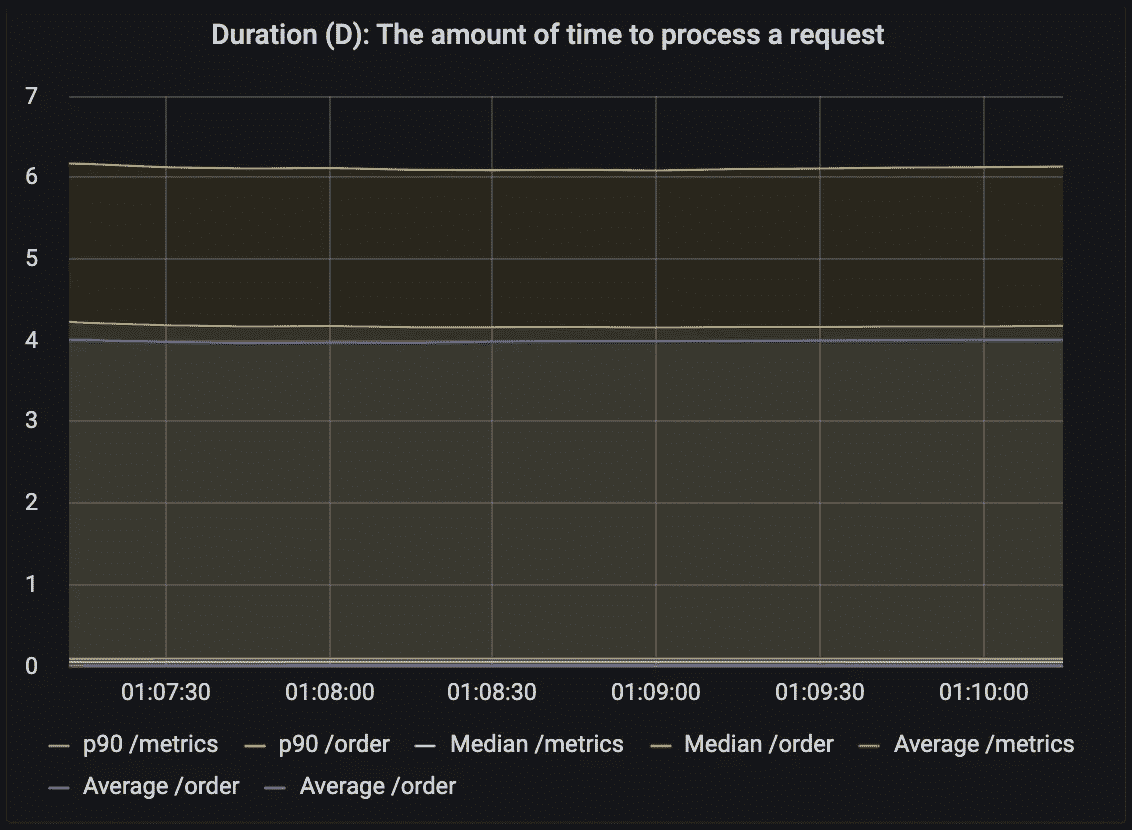 Duration (D): The amount of time to process a request
7
6
5
4
3
2
1
0
01:07:30 01:08:00 01:08:30 01:09:00 01:09:30 01:10:00
p90 /metrics p90 /order Median /metrics Median /order Average /metrics
Average /order Average /order